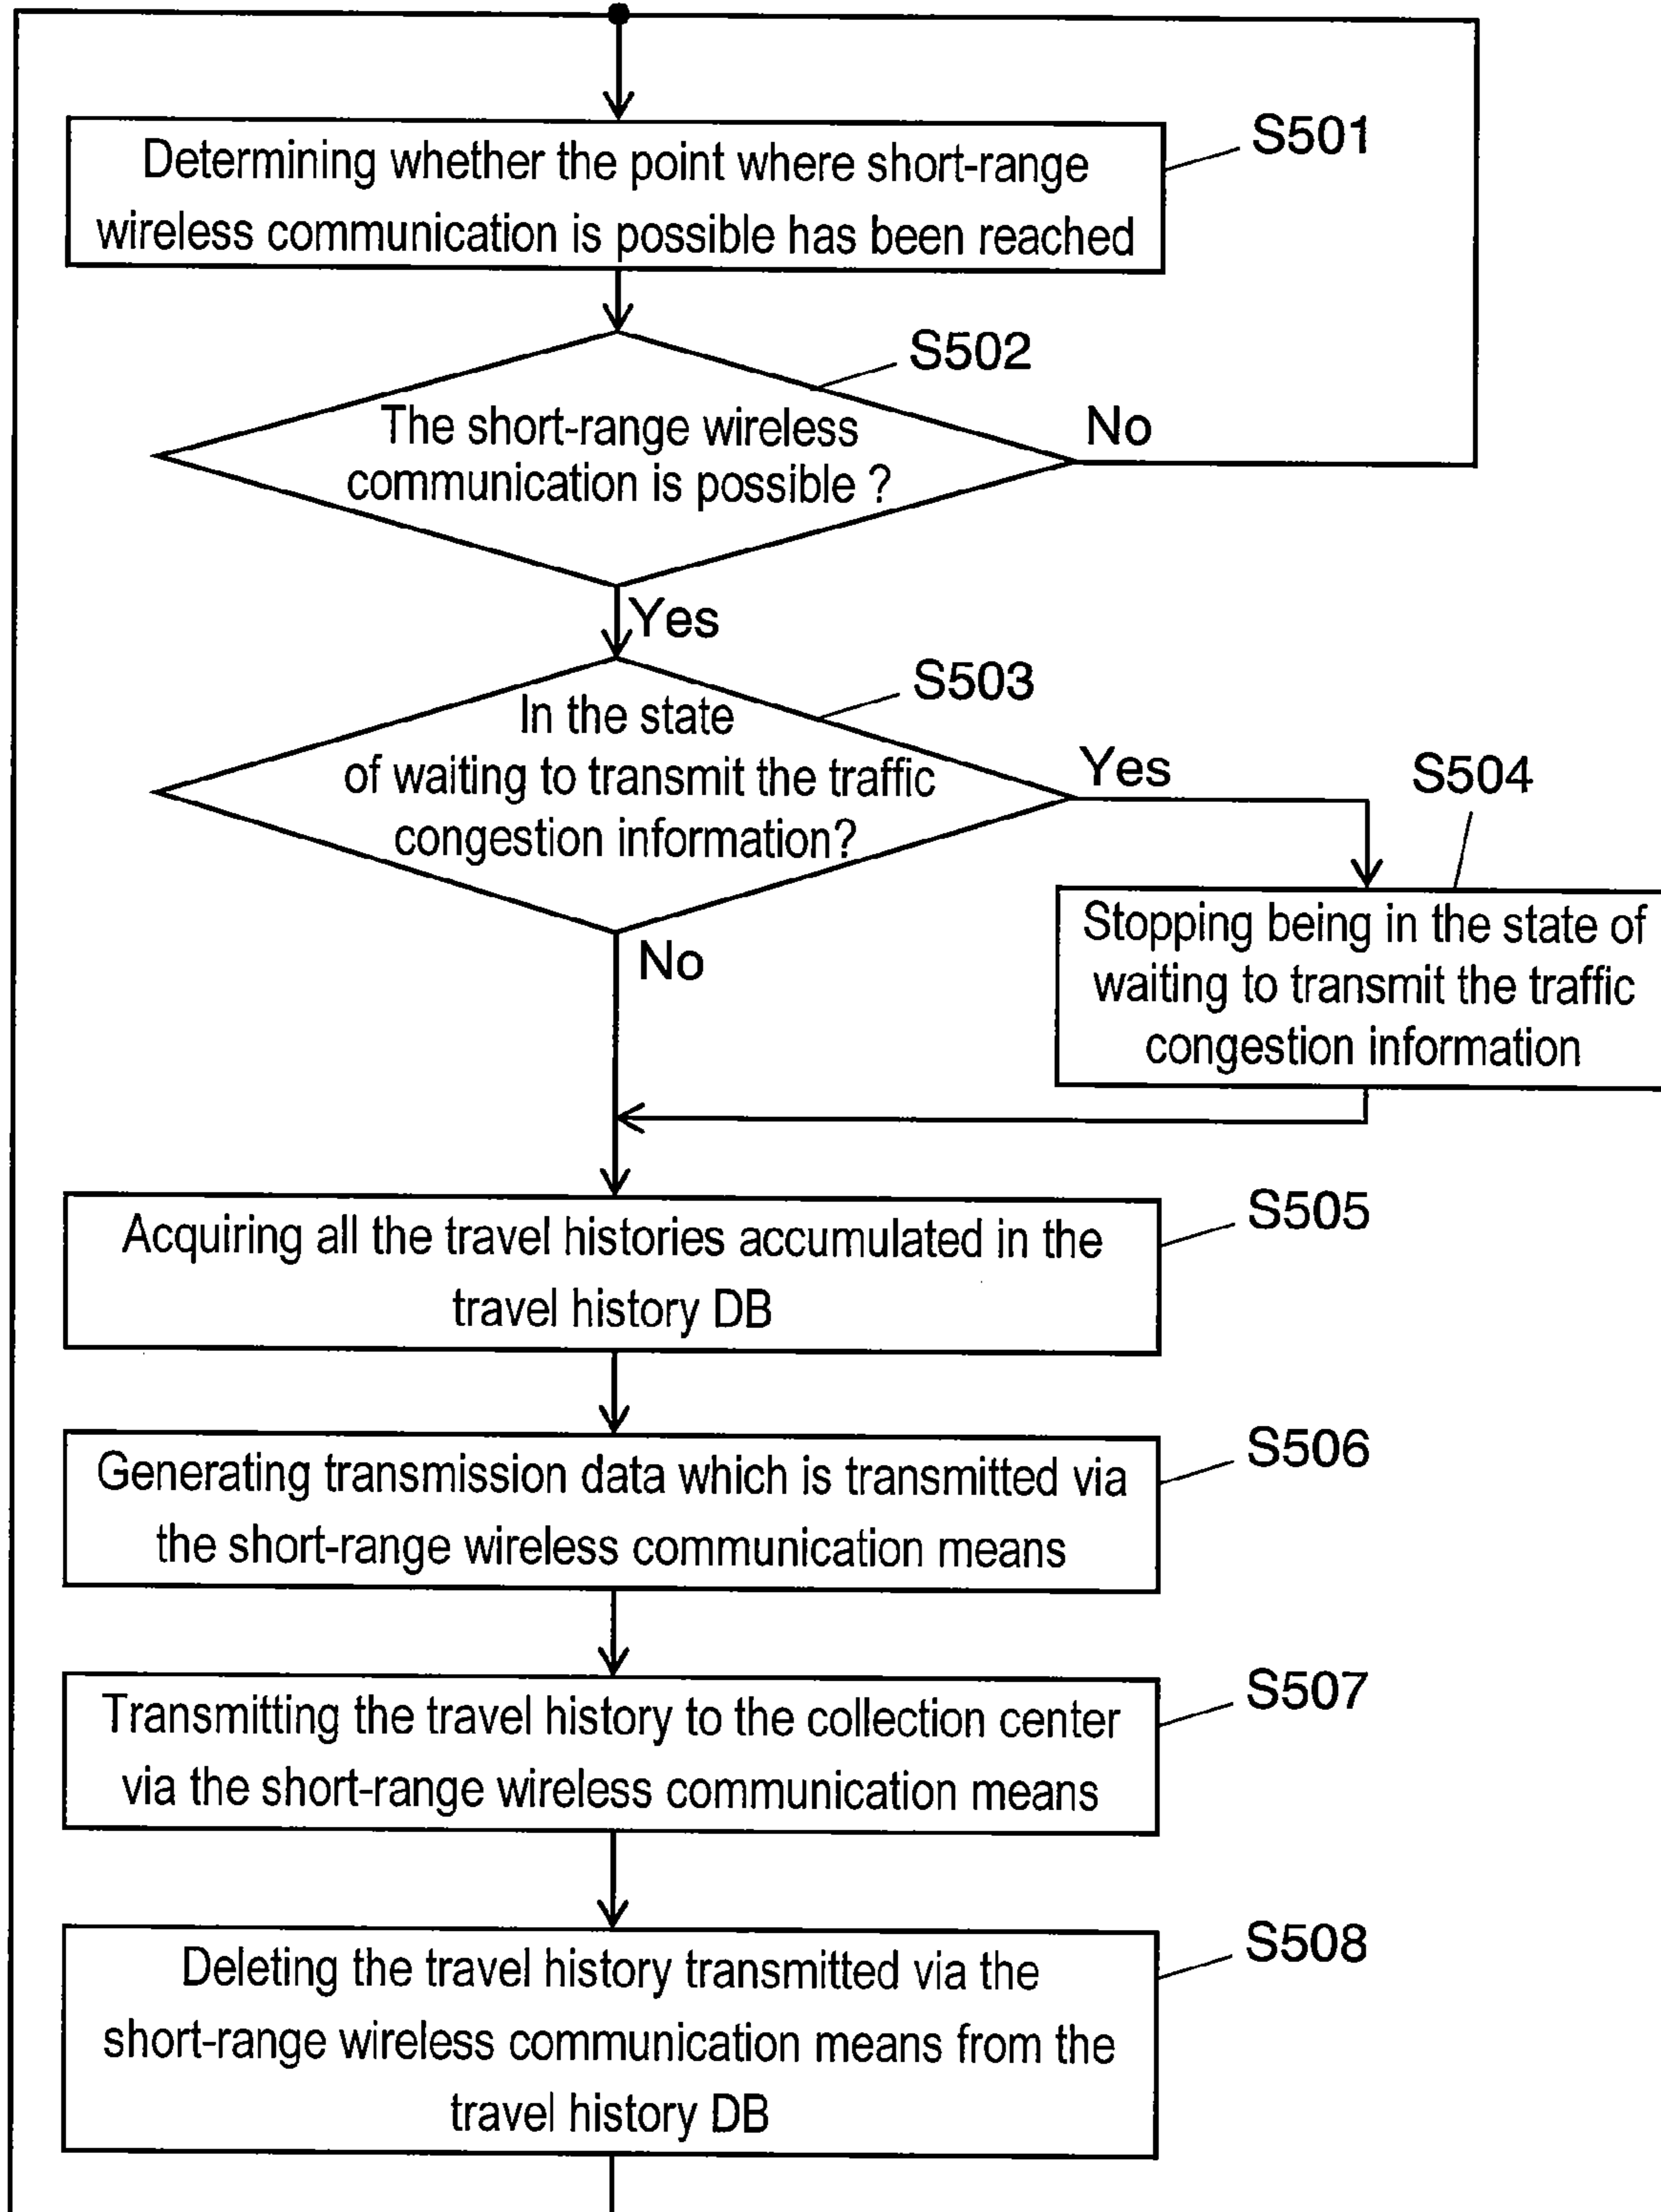 Determining whether the point where short-range
wireless communication is possible has been reached
S501
S502
The short-range wireless
communication is possible ?
No
Yes
S503
In the state
of waiting to transmit the traffic
congestion information?
Yes
S504
No
Stopping being in the state of
waiting to transmit the traffic
congestion information
Acquiring all the travel histories accumulated in the
travel history DB
S505
Generating transmission data which is transmitted via
the short-range wireless communication means
S506
Transmitting the travel history to the collection center
via the short-range wireless communication means
S507
Deleting the travel history transmitted via the
short-range wireless communication means from the
travel history DB
S508